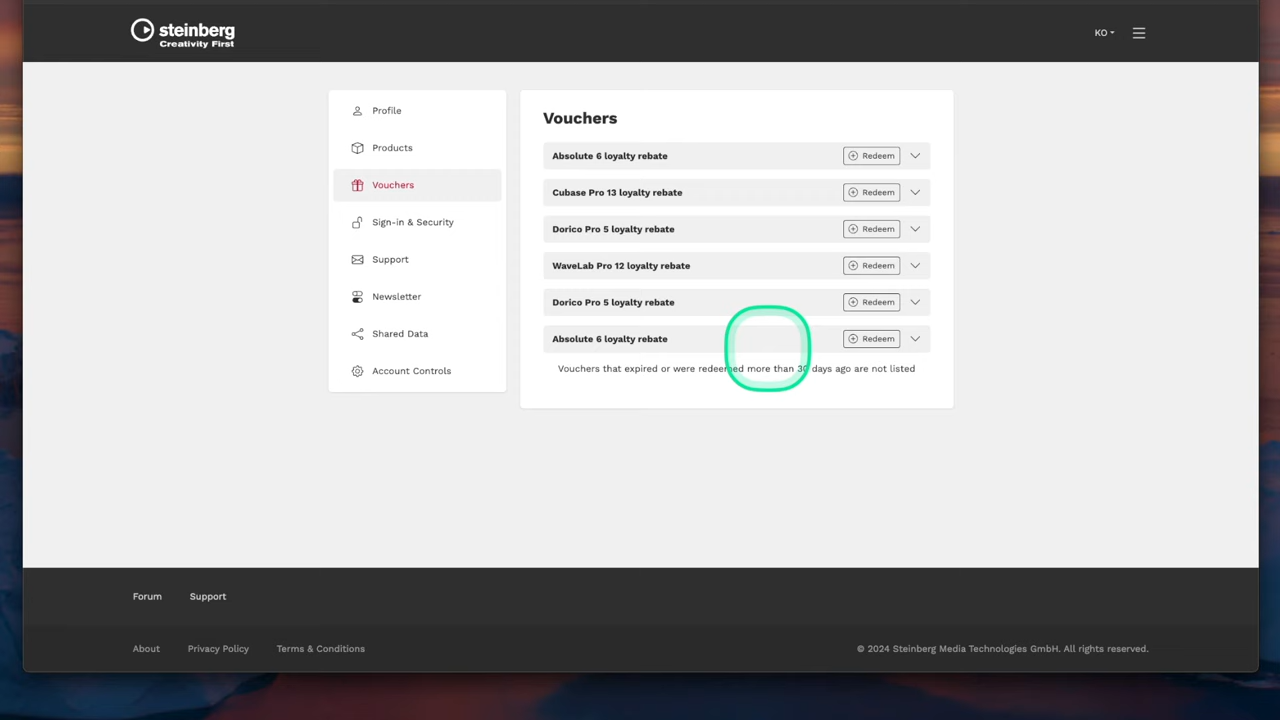 steinberg
Creativity First
KO
Profile
Products
Vouchers
Sign-in & Security
Support
Newsletter
Shared Data
Account Controls
Vouchers
Absolute 6 loyalty rebate Redeem
Cubase Pro 13 loyalty rebate Redeem
Dorico Pro 5 loyalty rebate Redeem
WaveLab Pro 12 loyalty rebate Redeem
Dorico Pro 5 loyalty rebate Redeem
Absolute 6 loyalty rebate Redeem
Vouchers that expired or were redeemed more than 30 days ago are not listed
Forum Support
About Privacy Policy Terms & Conditions © 2024 Steinberg Media Technologies GmbH. All rights reserved.